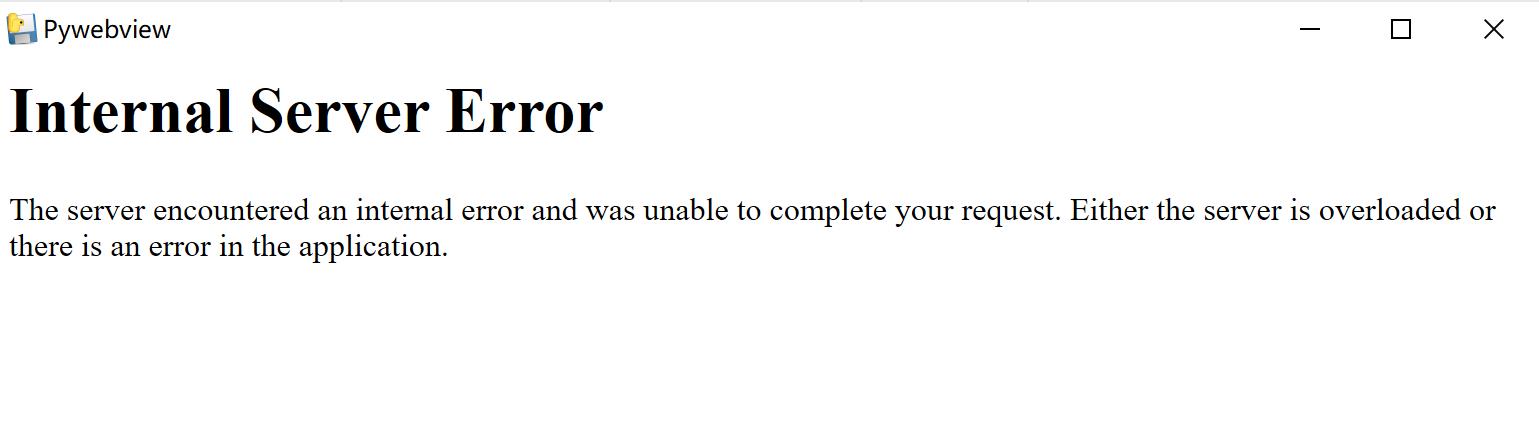 Pywebview
Internal Server Error
The server encountered an internal error and was unable to complete your request. Either the server is overloaded or
there is an error in the application.